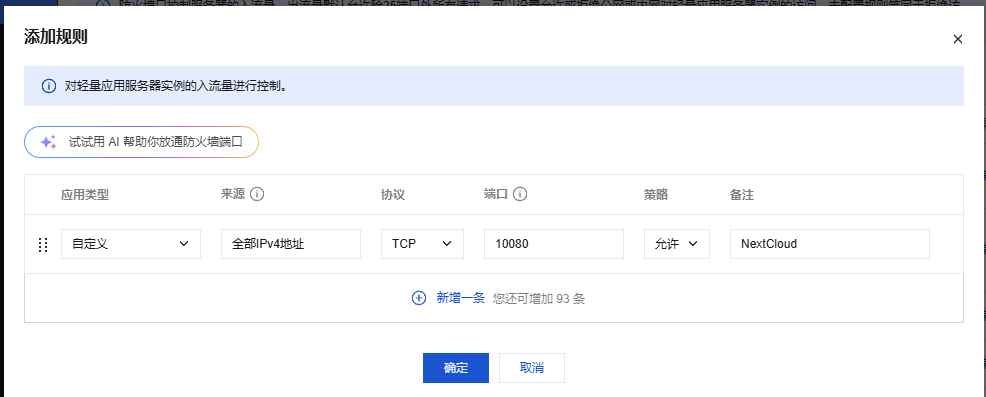 添加规则
对轻量应用服务器实例的入流量进行控制。
试试用 AI 帮助你放通防火墙端口
应用类型 来源 协议 端口 策略 备注
自定义 全部IPv4地址 TCP 10080 允许 NextCloud
新增一条 您还可增加 93 条
确定 取消